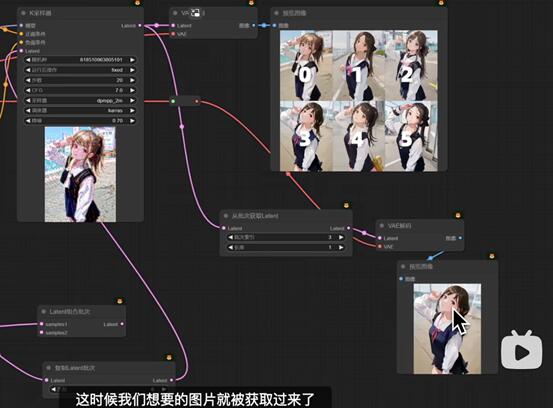 K采样器
模型
正面条件
负面条件
Latent
Latent
随机种 818510963805101
运行后操作 fixed
步数 20
CFG 7.0
采样器 dpmpp_2m
调度器 karras
降噪 0.70
Latent
VAE
图像
预览图像
图像
0 1 2
3 4 5
从批次获取Latent
Latent Latent
批次索引 3
长度 1
VAE解码
Latent 图像
VAE
预览图像
图像
Latent组合批次
samples1 Latent
samples2
复制Latent批次
Latent Latent
这时候我们想要的图片就被获取过来了